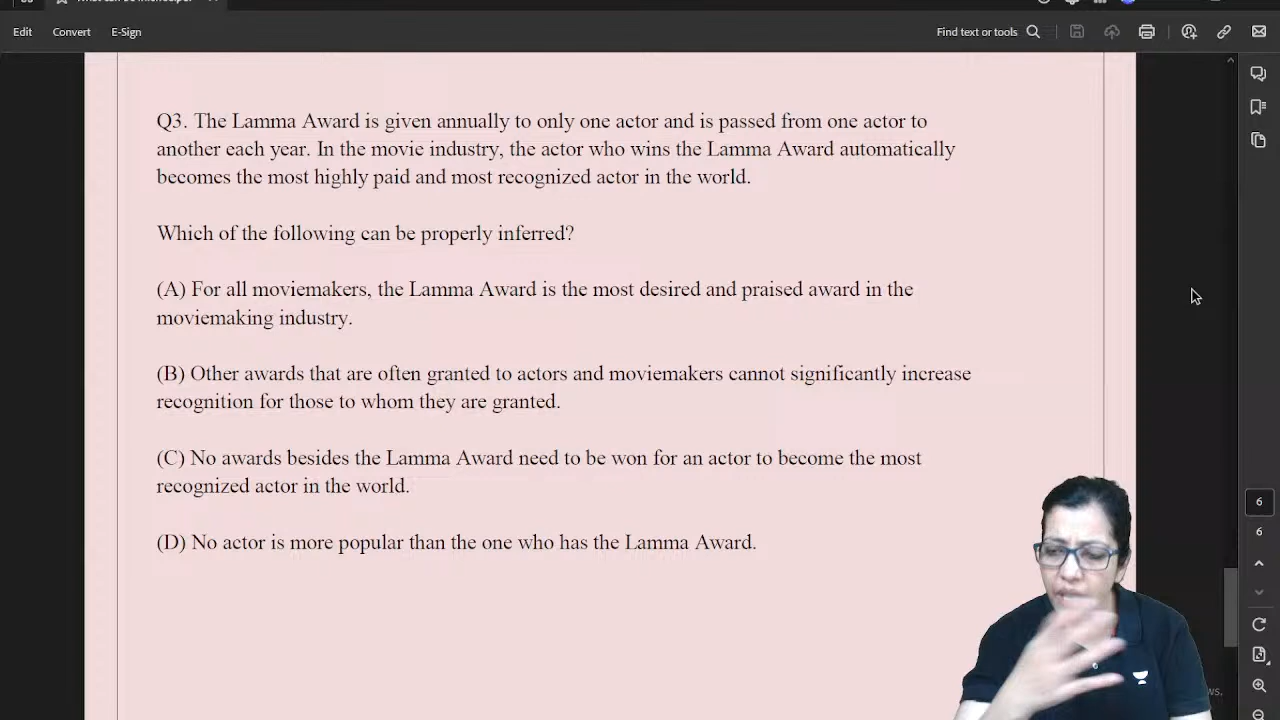 Edit Convert E-Sign Find text or tools
Q3. The Lamma Award is given annually to only one actor and is passed from one actor to
another each year. In the movie industry, the actor who wins the Lamma Award automatically
becomes the most highly paid and most recognized actor in the world.
Which of the following can be properly inferred?
(A) For all moviemakers, the Lamma Award is the most desired and praised award in the
moviemaking industry.
(B) Other awards that are often granted to actors and moviemakers cannot significantly increase
recognition for those to whom they are granted.
(C) No awards besides the Lamma Award need to be won for an actor to become the most
recognized actor in the world.
(D) No actor is more popular than the one who has the Lamma Award.
6
6